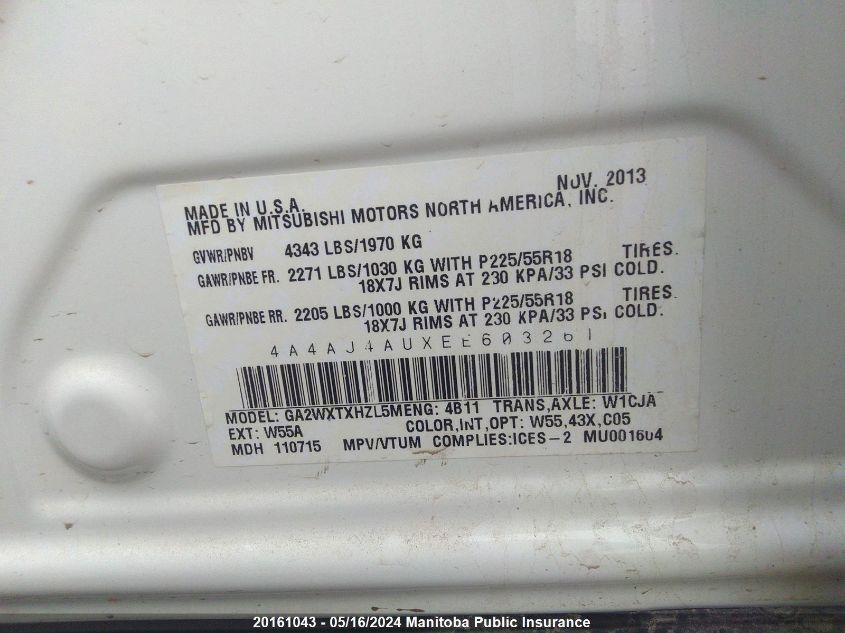 NOV. 2013
MADE IN U.S.A.
MFD BY MITSUBISHI MOTORS NORTH AMERICA, INC.
GVWR/PNBV 4343 LBS/1970 KG
GAWR/PNBE FR. 2271 LBS/1030 KG WITH P225/55R18 TIRES.
18X7J RIMS AT 230 KPA/33 PSI COLD.
GAWR/PNBE RR. 2205 LBS/1000 KG WITH P225/55R18 TIRES.
18X7J RIMS AT 230 KPA/33 PSI COLD.
4A4AJ4AUXEE603261
MODEL: GA2WXTXHZL5M ENG: 4B11 TRANS,AXLE: W1CJA
EXT: W55A COLOR,INT,OPT: W55,43X,C05
MDH 110715 MPV/VTUM COMPLIES:ICES-2 MU001604
20161043 - 05/16/2024 Manitoba Public Insurance